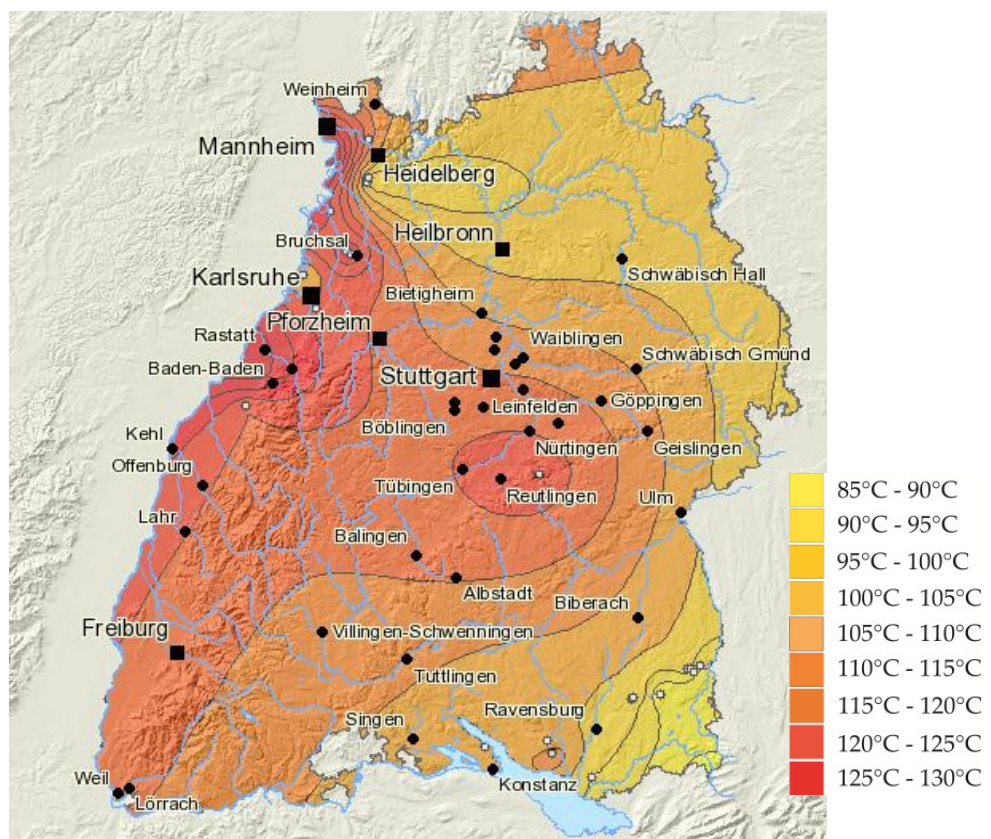 Weinheim
Mannheim
Heidelberg
Heilbronn
Bruchsal
Schwäbisch Hall
Karlsruhe
Bietigheim
Pforzheim
Rastatt
Waiblingen
Schwäbisch Gmünd
Baden-Baden
Stuttgart
Göppingen
Leinfelden
Böblingen
Kehl
Nürtingen
Geislingen
Offenburg
Tübingen
Reutlingen
Ulm
Lahr
Balingen
Albstadt
Biberach
Freiburg
Villingen-Schwenningen
Tuttlingen
Ravensburg
Singen
Weil
Konstanz
Lörrach
85°C - 90°C
90°C - 95°C
95°C - 100°C
100°C - 105°C
105°C - 110°C
110°C - 115°C
115°C - 120°C
120°C - 125°C
125°C - 130°C